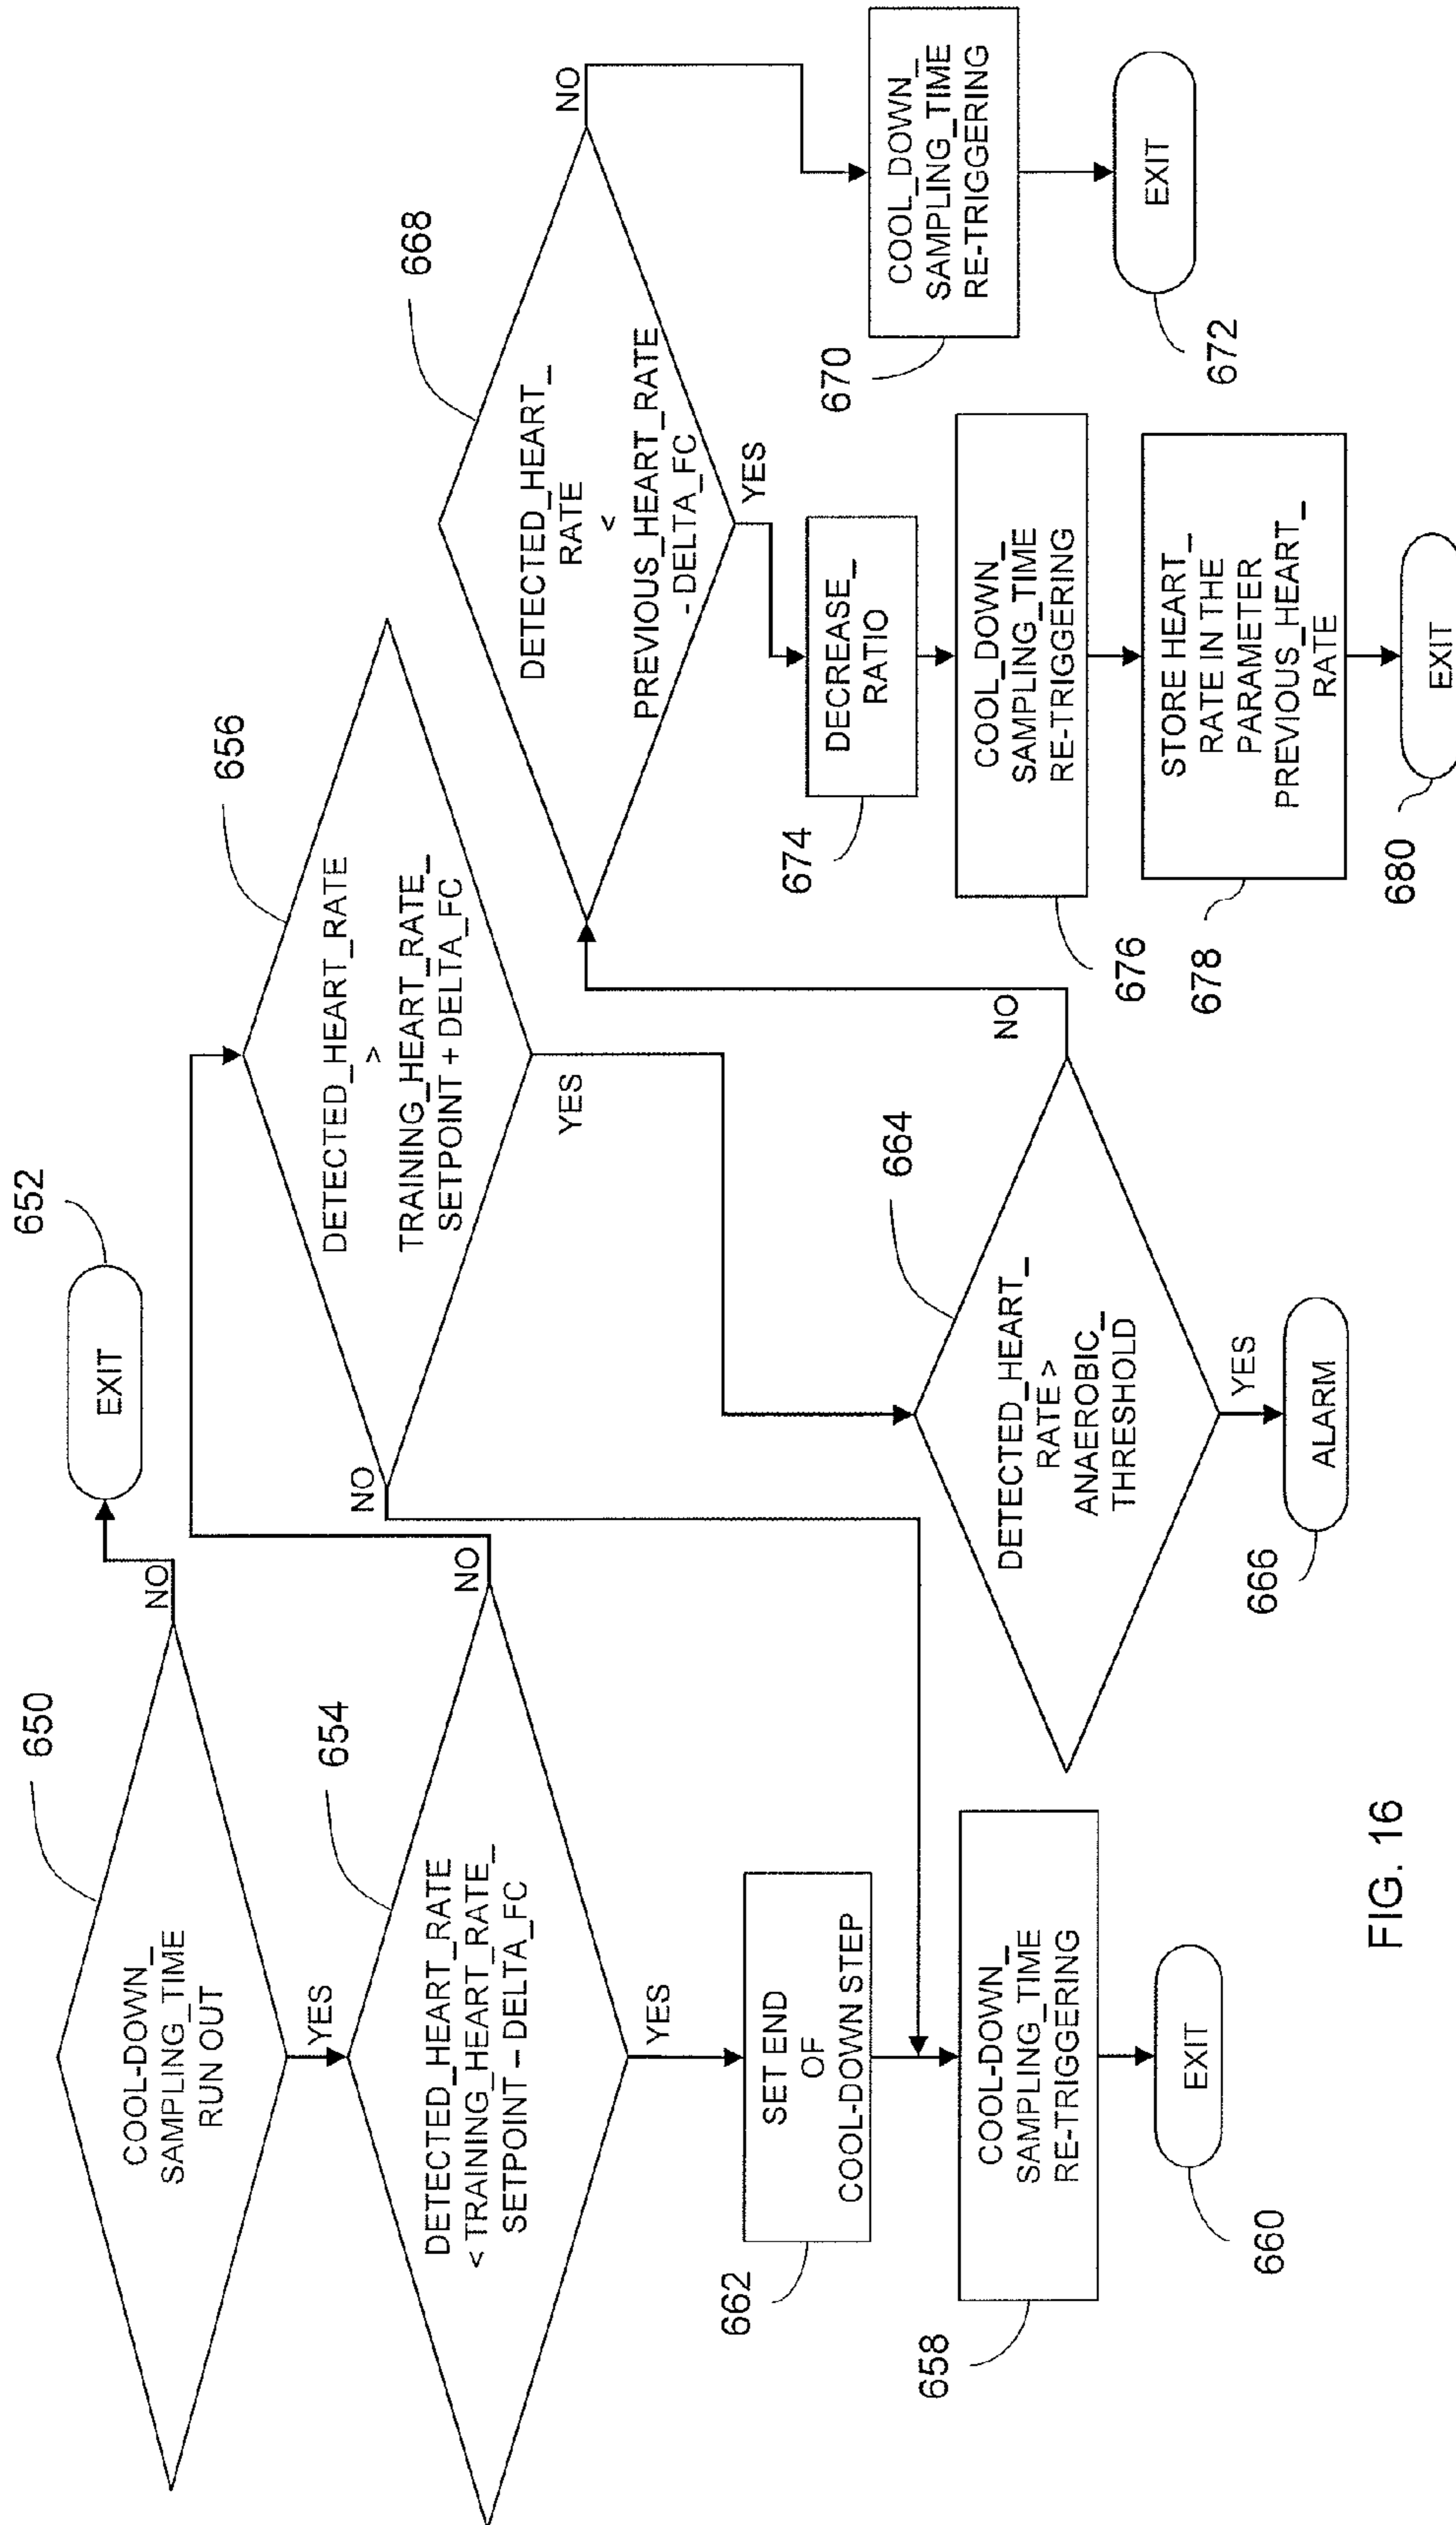 650
COOL-DOWN_
SAMPLING_TIME
RUN OUT
NO
EXIT
652
YES
654
DETECTED_HEART_RATE
< TRAINING_HEART_RATE_
SETPOINT – DELTA_FC
NO
YES
656
DETECTED_HEART_RATE
>
TRAINING_HEART_RATE_
SETPOINT + DELTA_FC
NO
YES
662
SET END
OF
COOL-DOWN STEP
658
COOL-DOWN_
SAMPLING_TIME
RE-TRIGGERING
660
EXIT
664
DETECTED_HEART_
RATE >
ANAEROBIC_
THRESHOLD
NO
YES
666
ALARM
668
DETECTED_HEART_
RATE
<
PREVIOUS_HEART_RATE
- DELTA_FC
NO
YES
674
DECREASE_
RATIO
676
COOL_DOWN_
SAMPLING_TIME
RE-TRIGGERING
678
STORE HEART_
RATE IN THE
PARAMETER
PREVIOUS_HEART_
RATE
680
EXIT
670
COOL_DOWN_
SAMPLING_TIME
RE-TRIGGERING
672
EXIT
FIG. 16